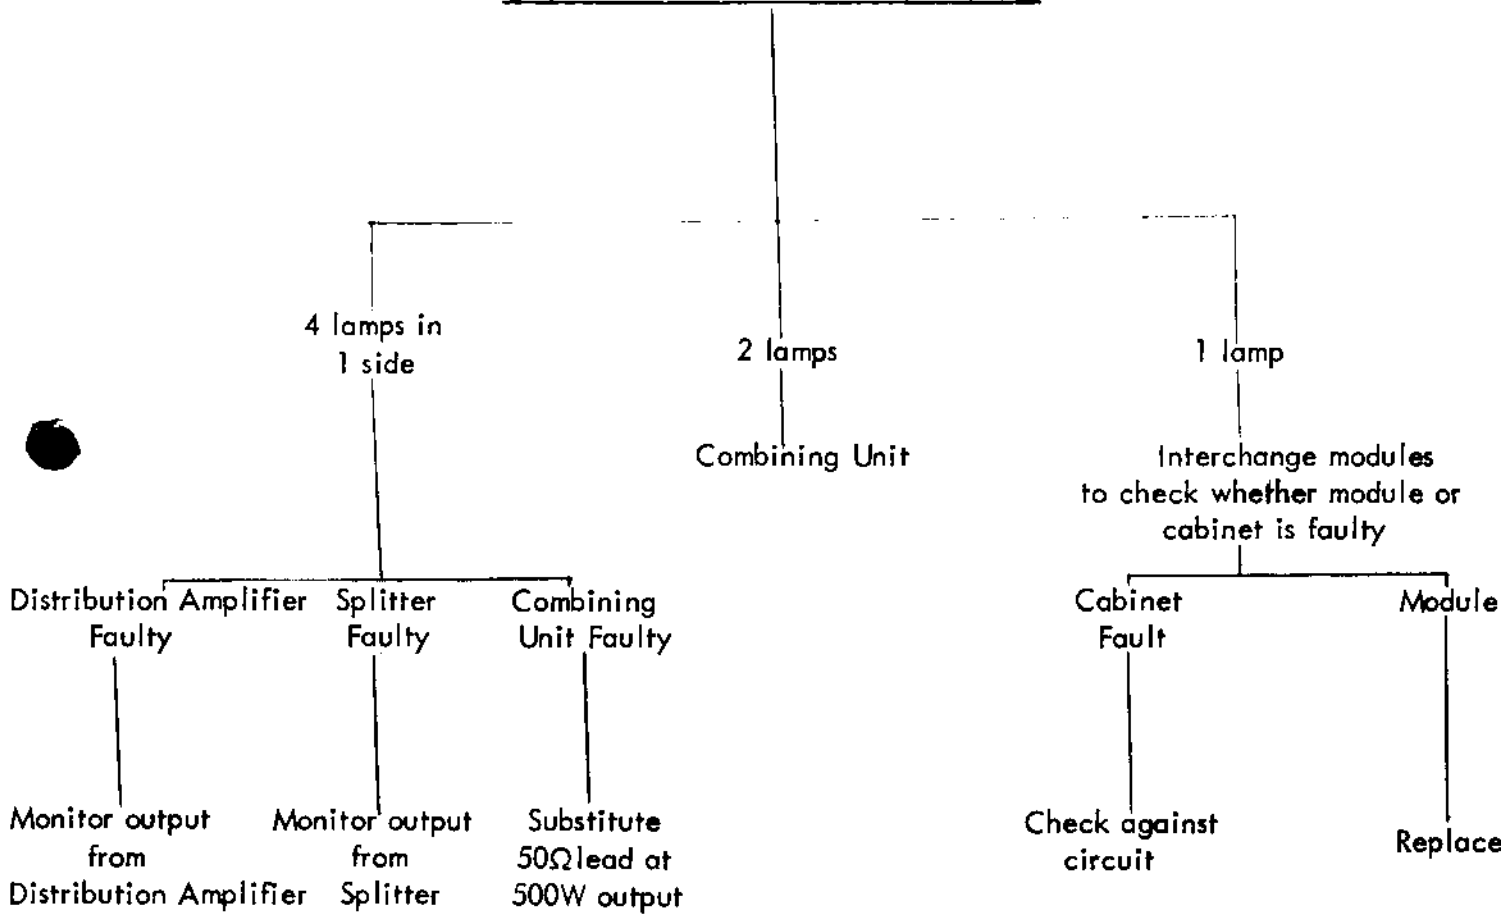 4 lamps in
1 side
2 lamps
1 lamp
Combining Unit
Interchange modules
to check whether module or
cabinet is faulty
Distribution Amplifier
Faulty
Splitter
Faulty
Combining
Unit Faulty
Cabinet
Fault
Module
Monitor output
from
Distribution Amplifier
Monitor output
from
Splitter
Substitute
50Ω lead at
500W output
Check against
circuit
Replace